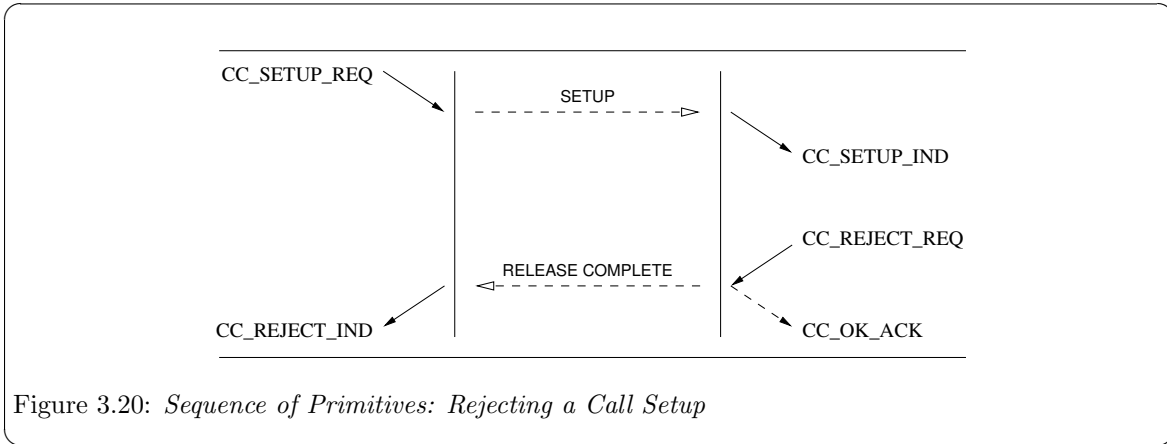 CC_SETUP_REQ
SETUP
CC_SETUP_IND
CC_REJECT_REQ
RELEASE COMPLETE
CC_REJECT_IND
CC_OK_ACK
Figure 3.20: Sequence of Primitives: Rejecting a Call Setup